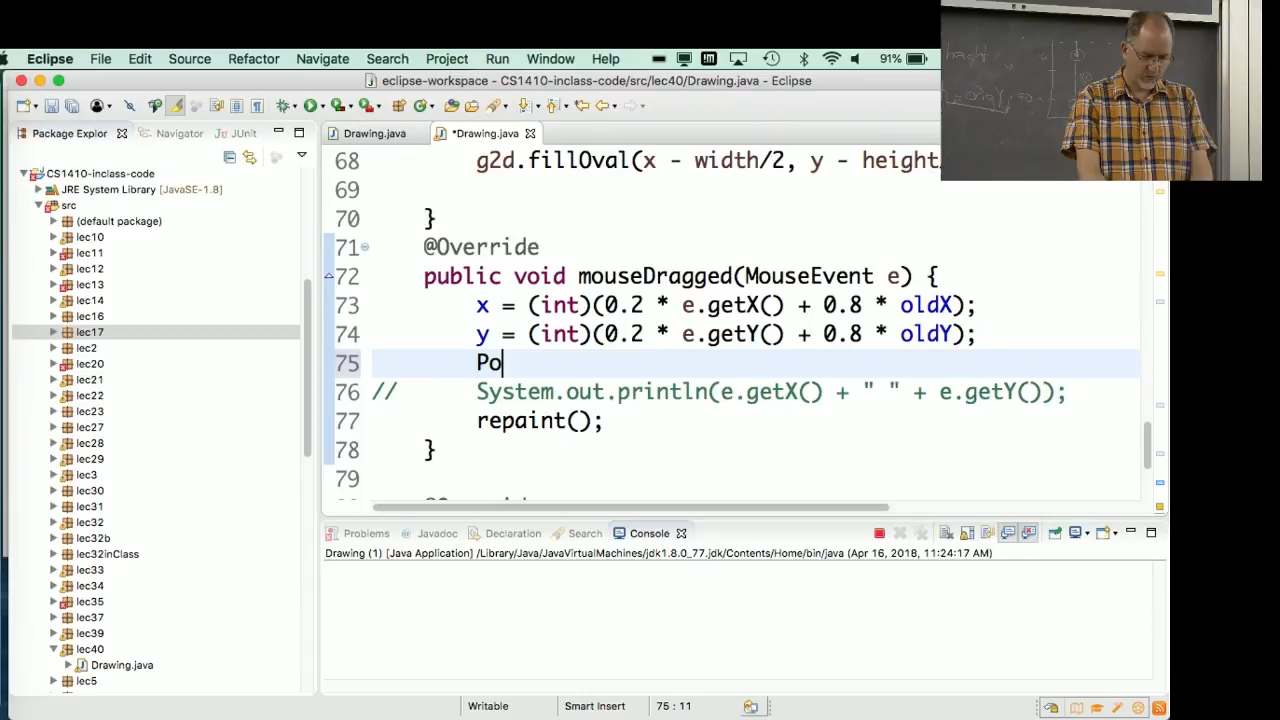 Eclipse File Edit Source Refactor Navigate Search Project Run Window Help 91%
eclipse-workspace - CS1410-inclass-code/src/lec40/Drawing.java - Eclipse
Package Explor Navigator JUnit
Drawing.java *Drawing.java
CS1410-inclass-code
JRE System Library [JavaSE-1.8]
src
(default package)
lec10
lec11
lec12
lec13
lec14
lec16
lec17
lec2
lec20
lec21
lec22
lec23
lec27
lec28
lec29
lec3
lec30
lec31
lec32
lec32b
lec32inClass
lec33
lec34
lec35
lec37
lec39
lec40
Drawing.java
lec5
68 g2d.fillOval(x - width/2, y - height
69
70 }
71 @Override
72 public void mouseDragged(MouseEvent e) {
73 x = (int)(0.2 * e.getX() + 0.8 * oldX);
74 y = (int)(0.2 * e.getY() + 0.8 * oldY);
75 Po
76 // System.out.println(e.getX() + " " + e.getY());
77 repaint();
78 }
79
Problems Javadoc Declaration Search Console
Drawing (1) [Java Application] /Library/Java/JavaVirtualMachines/jdk1.8.0_77.jdk/Contents/Home/bin/java (Apr 16, 2018, 11:24:17 AM)
Writable Smart Insert 75 : 11